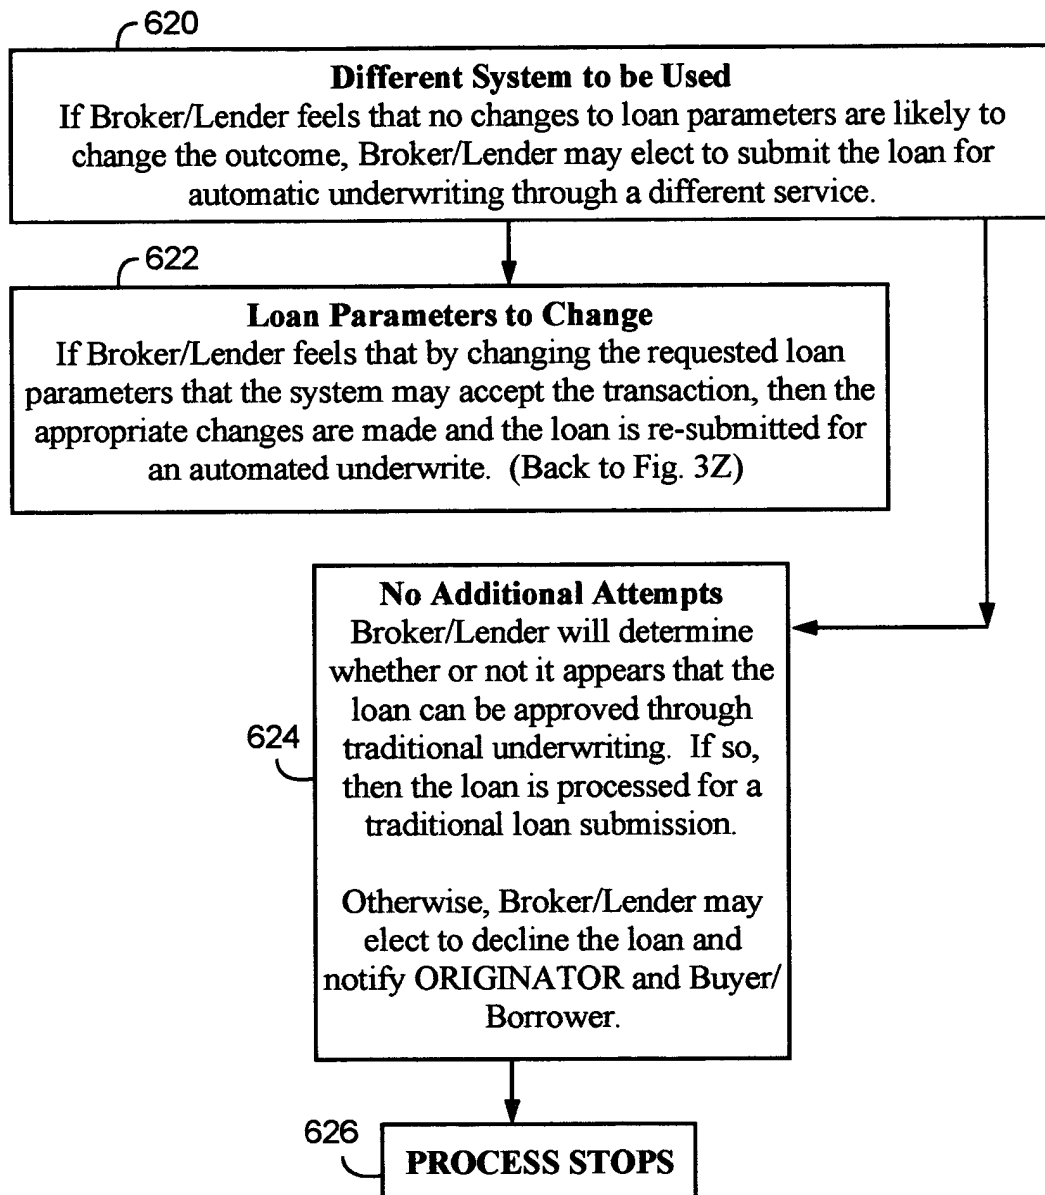 620
Different System to be Used
If Broker/Lender feels that no changes to loan parameters are likely to
change the outcome, Broker/Lender may elect to submit the loan for
automatic underwriting through a different service.
622
Loan Parameters to Change
If Broker/Lender feels that by changing the requested loan
parameters that the system may accept the transaction, then the
appropriate changes are made and the loan is re-submitted for
an automated underwrite.  (Back to Fig. 3Z)
No Additional Attempts
Broker/Lender will determine
whether or not it appears that the
loan can be approved through
624
traditional underwriting.  If so,
then the loan is processed for a
traditional loan submission.
Otherwise, Broker/Lender may
elect to decline the loan and
notify ORIGINATOR and Buyer/
Borrower.
626
PROCESS STOPS